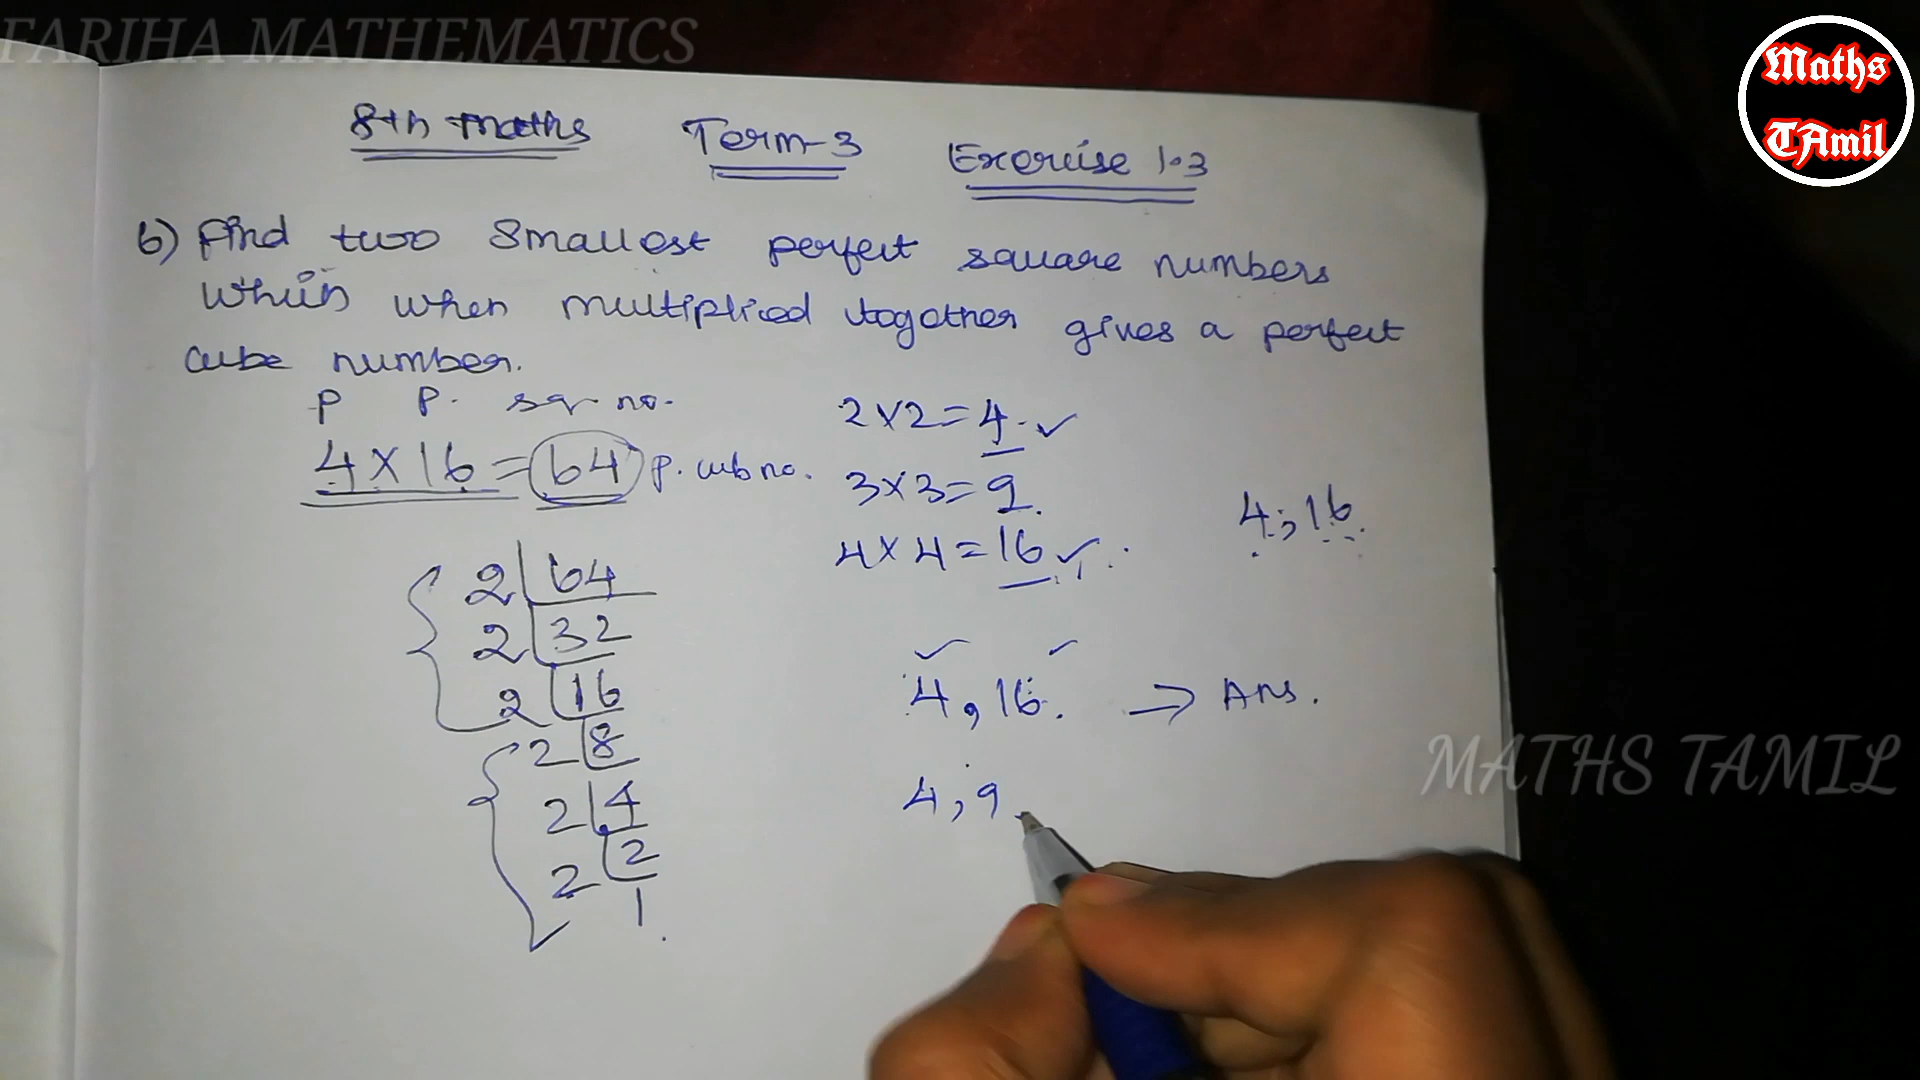 FARIHA MATHEMATICS
Maths
TAmil
8th maths Term-3 Exercise 1.3
6) Find two smallest perfect square numbers
which when multiplied together gives a perfect
cube number.
P P. sq. no.
4×16=64 p. cub no.
2×2=4. ✓
3×3=9.
4×4=16 ✓
4,16
2 64
2 32
2 16
2 8
2 4
2 2
1
✓ ✓
4,16. → Ans.
4,9
MATHS TAMIL